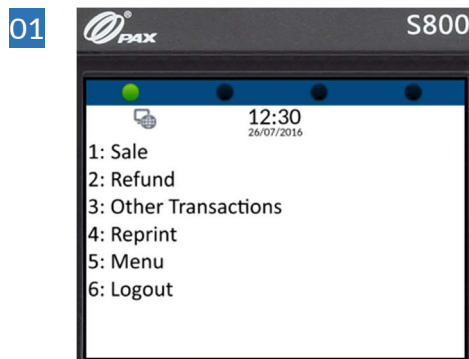 01
PAX
S800
12:30
26/07/2016
1: Sale
2: Refund
3: Other Transactions
4: Reprint
5: Menu
6: Logout